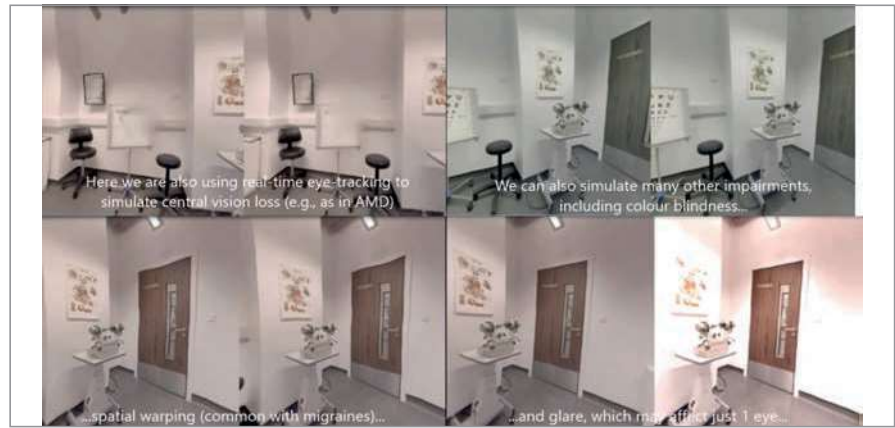 Here we are also using real-time eye-tracking to
simulate central vision loss (e.g., as in AMD)
We can also simulate many other impairments,
including colour blindness...
...spatial warping (common with migraines)...
...and glare, which may affect just 1 eye...